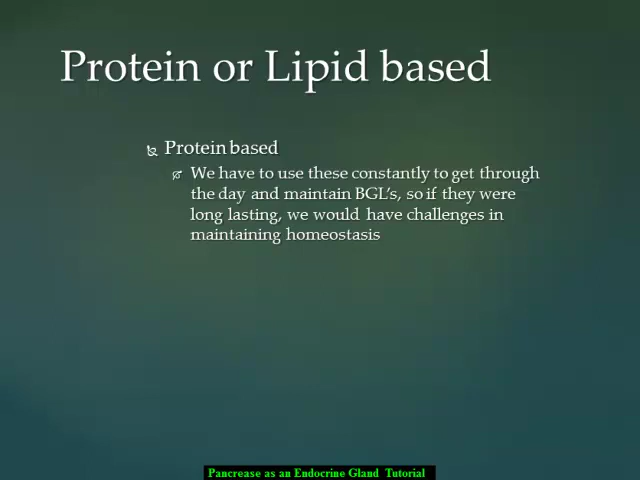 Protein or Lipid based
Protein based
We have to use these constantly to get through
the day and maintain BGL's, so if they were
long lasting, we would have challenges in
maintaining homeostasis
Pancrease as an Endocrine Gland Tutorial